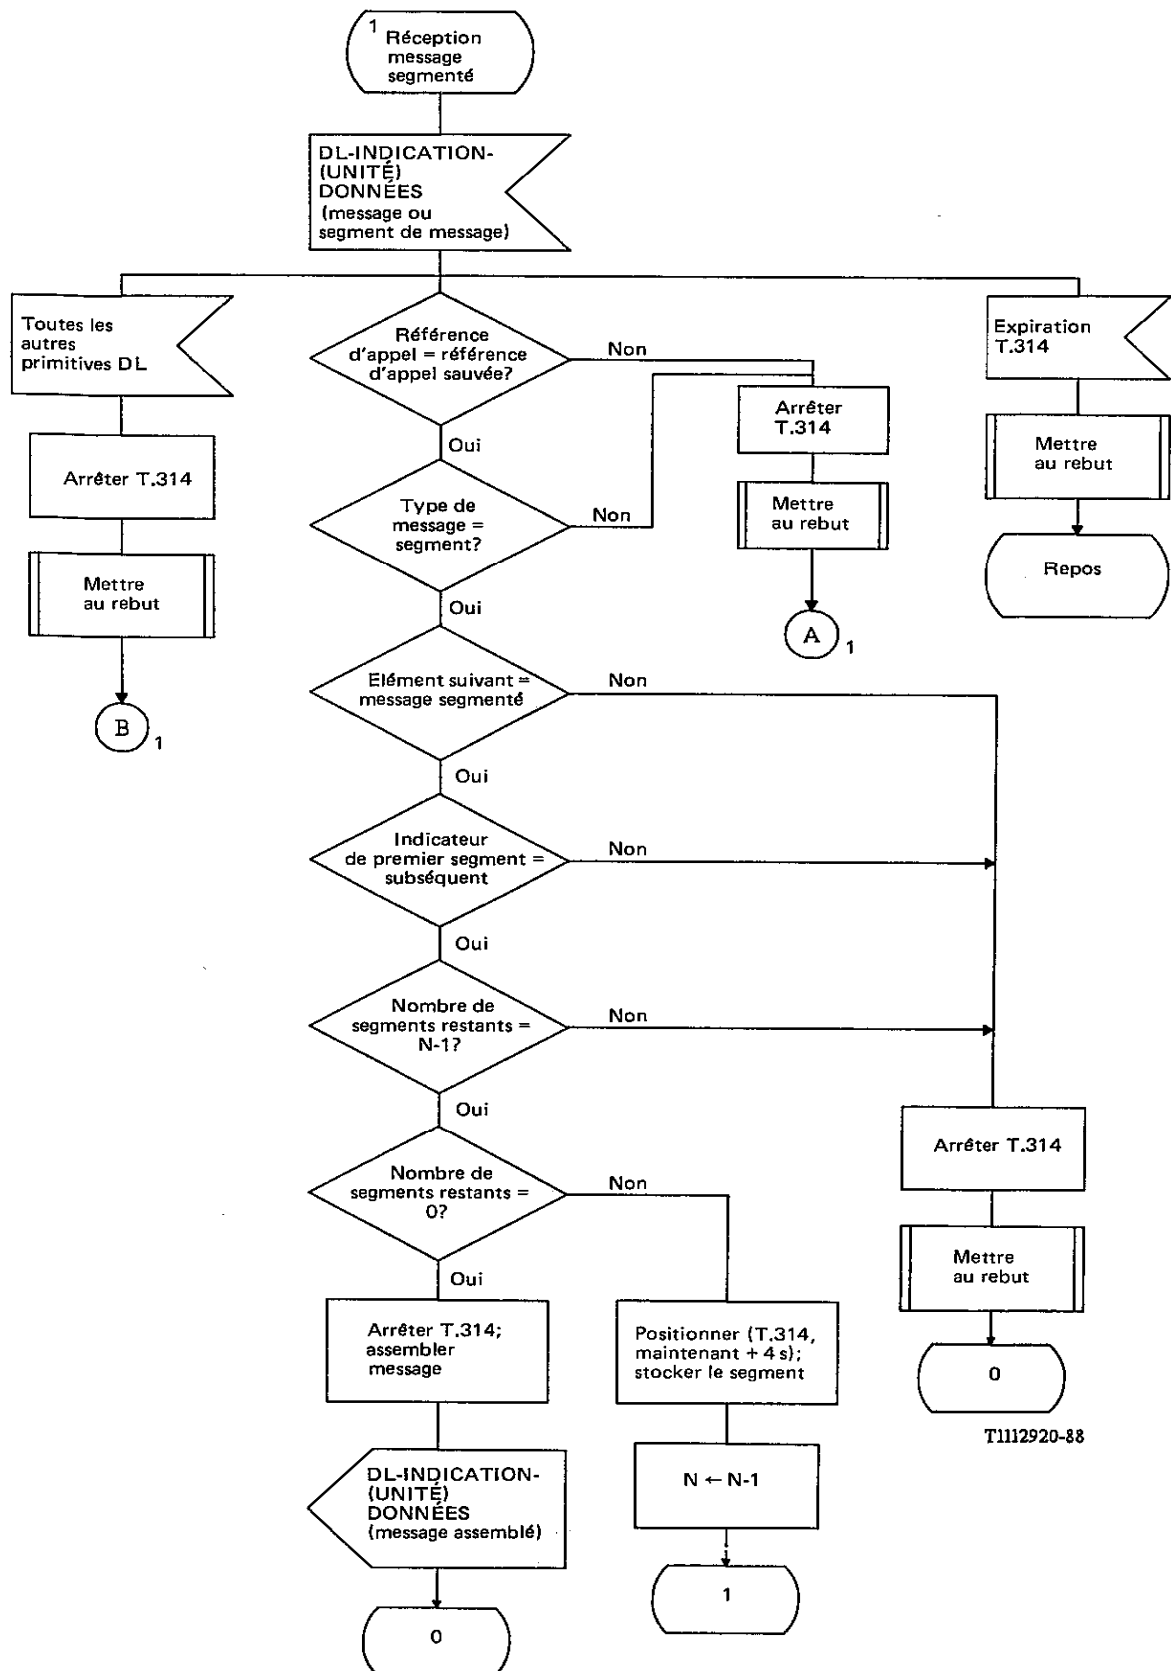 1
Réception
message
segmenté
DL-INDICATION-
(UNITÉ)
DONNÉES
(message ou
segment de message)
Toutes les
autres
primitives DL
Référence
d'appel = référence
d'appel sauvée?
Non
Expiration
T.314
Arrêter
T.314
Oui
Arrêter T.314
Mettre
au rebut
Type de
message =
segment?
Non
Mettre
au rebut
Repos
Mettre
au rebut
Oui
A
1
Elément suivant =
message segmenté
Non
B
1
Oui
Indicateur
de premier segment =
subséquent
Non
Oui
Nombre de
segments restants =
N-1?
Non
Oui
Arrêter T.314
Nombre de
segments restants =
0?
Non
Mettre
au rebut
Oui
Arrêter T.314;
assembler
message
Positionner (T.314,
maintenant + 4 s);
stocker le segment
0
T1112920-88
DL-INDICATION-
(UNITÉ)
DONNÉES
(message assemblé)
N ← N-1
1
0